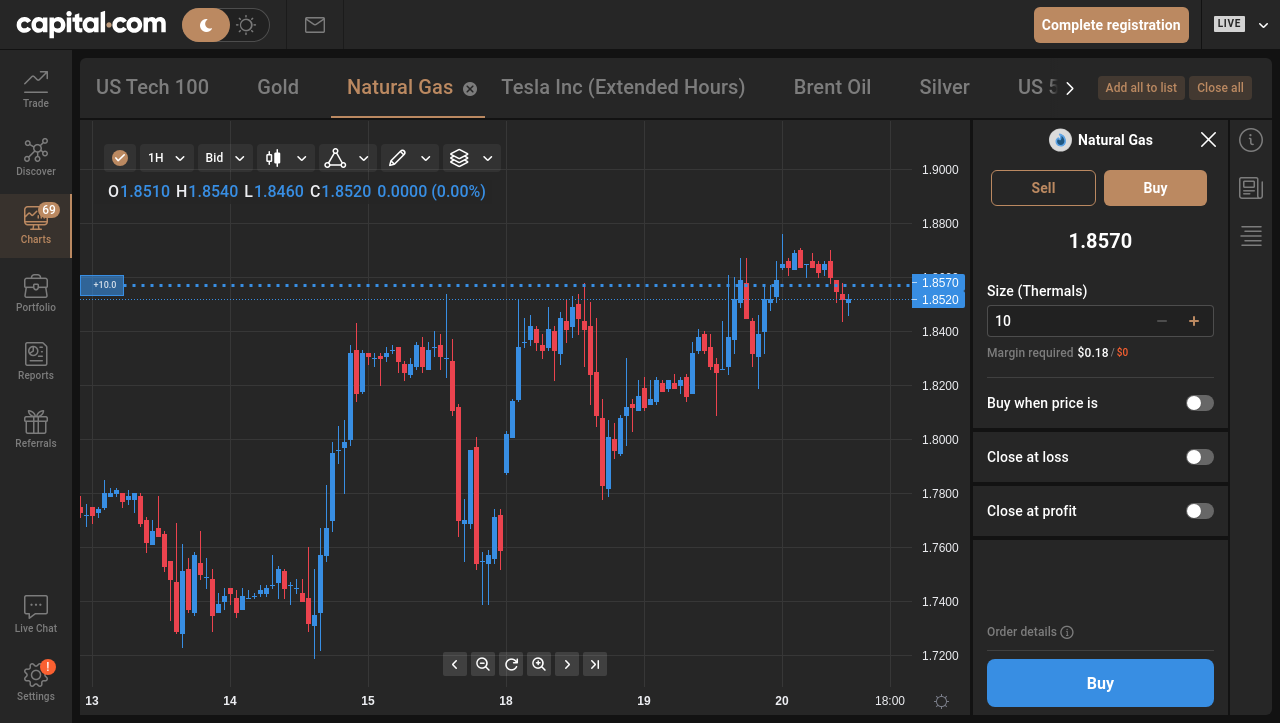 capital.com
Complete registration
LIVE
Trade
Discover
69
Charts
Portfolio
Reports
Referrals
Live Chat
!
Settings
US Tech 100
Gold
Natural Gas
Tesla Inc (Extended Hours)
Brent Oil
Silver
US 5
Add all to list
Close all
1H
Bid
O1.8510 H1.8540 L1.8460 C1.8520 0.0000 (0.00%)
+10.0
1.9000
1.8800
1.8570
1.8520
1.8400
1.8200
1.8000
1.7800
1.7600
1.7400
1.7200
13
14
15
18
19
20
18:00
Natural Gas
Sell
Buy
1.8570
Size (Thermals)
10
Margin required $0.18 / $0
Buy when price is
Close at loss
Close at profit
Order details
Buy